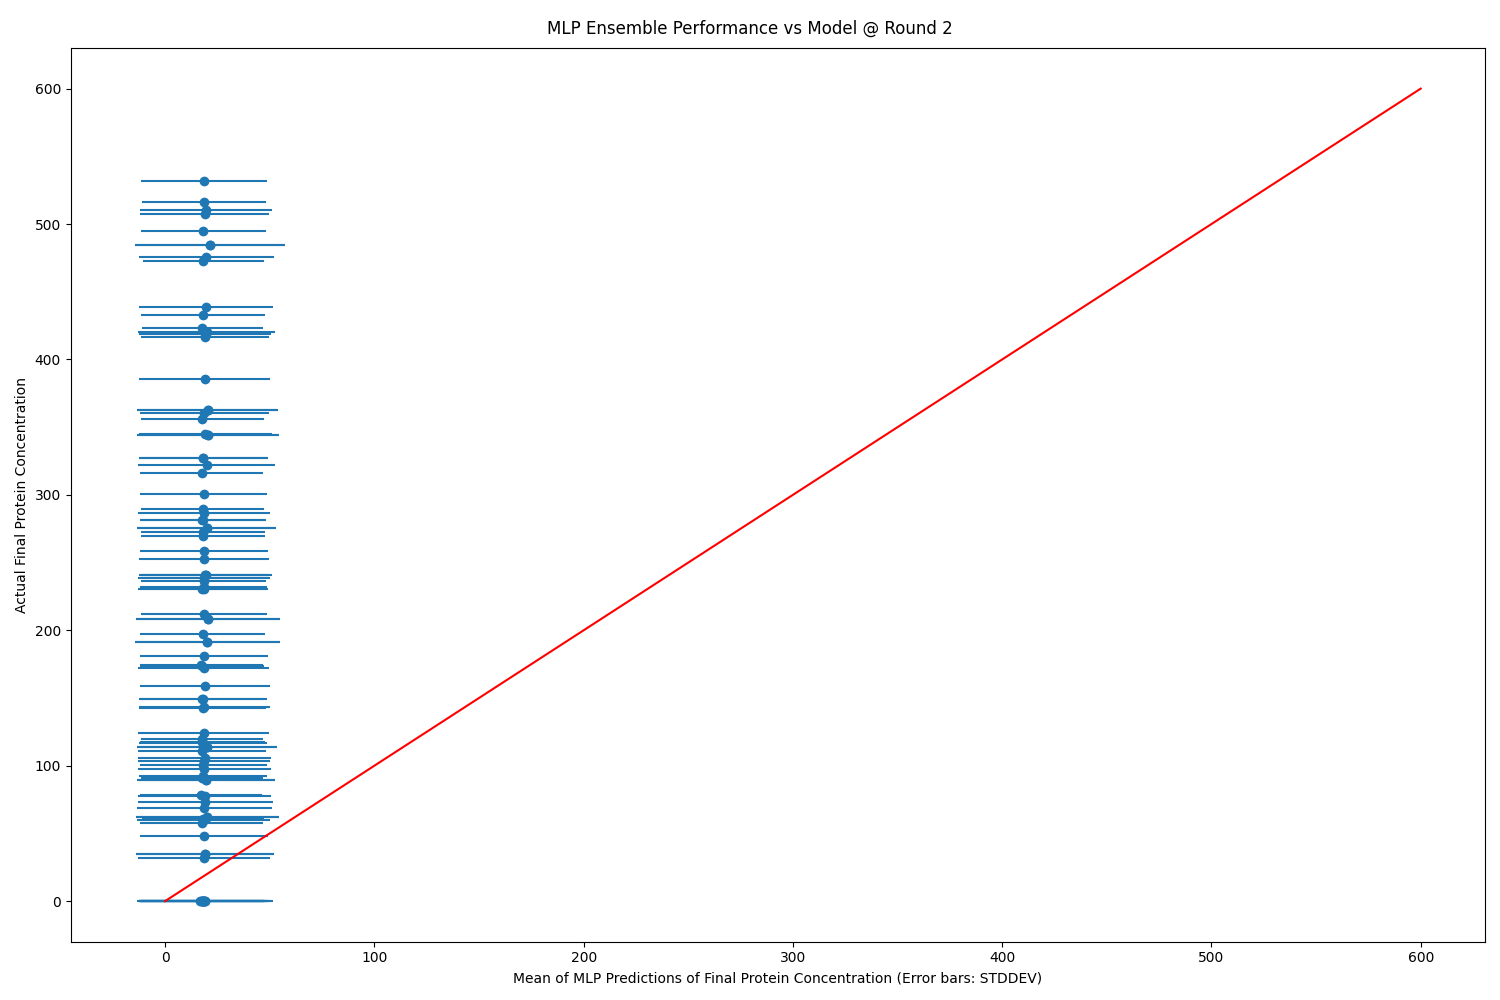 MLP Ensemble Performance vs Model @ Round 2
600
500
400
300
200
100
0
Actual Final Protein Concentration
0 100 200 300 400 500 600
Mean of MLP Predictions of Final Protein Concentration (Error bars: STDDEV)